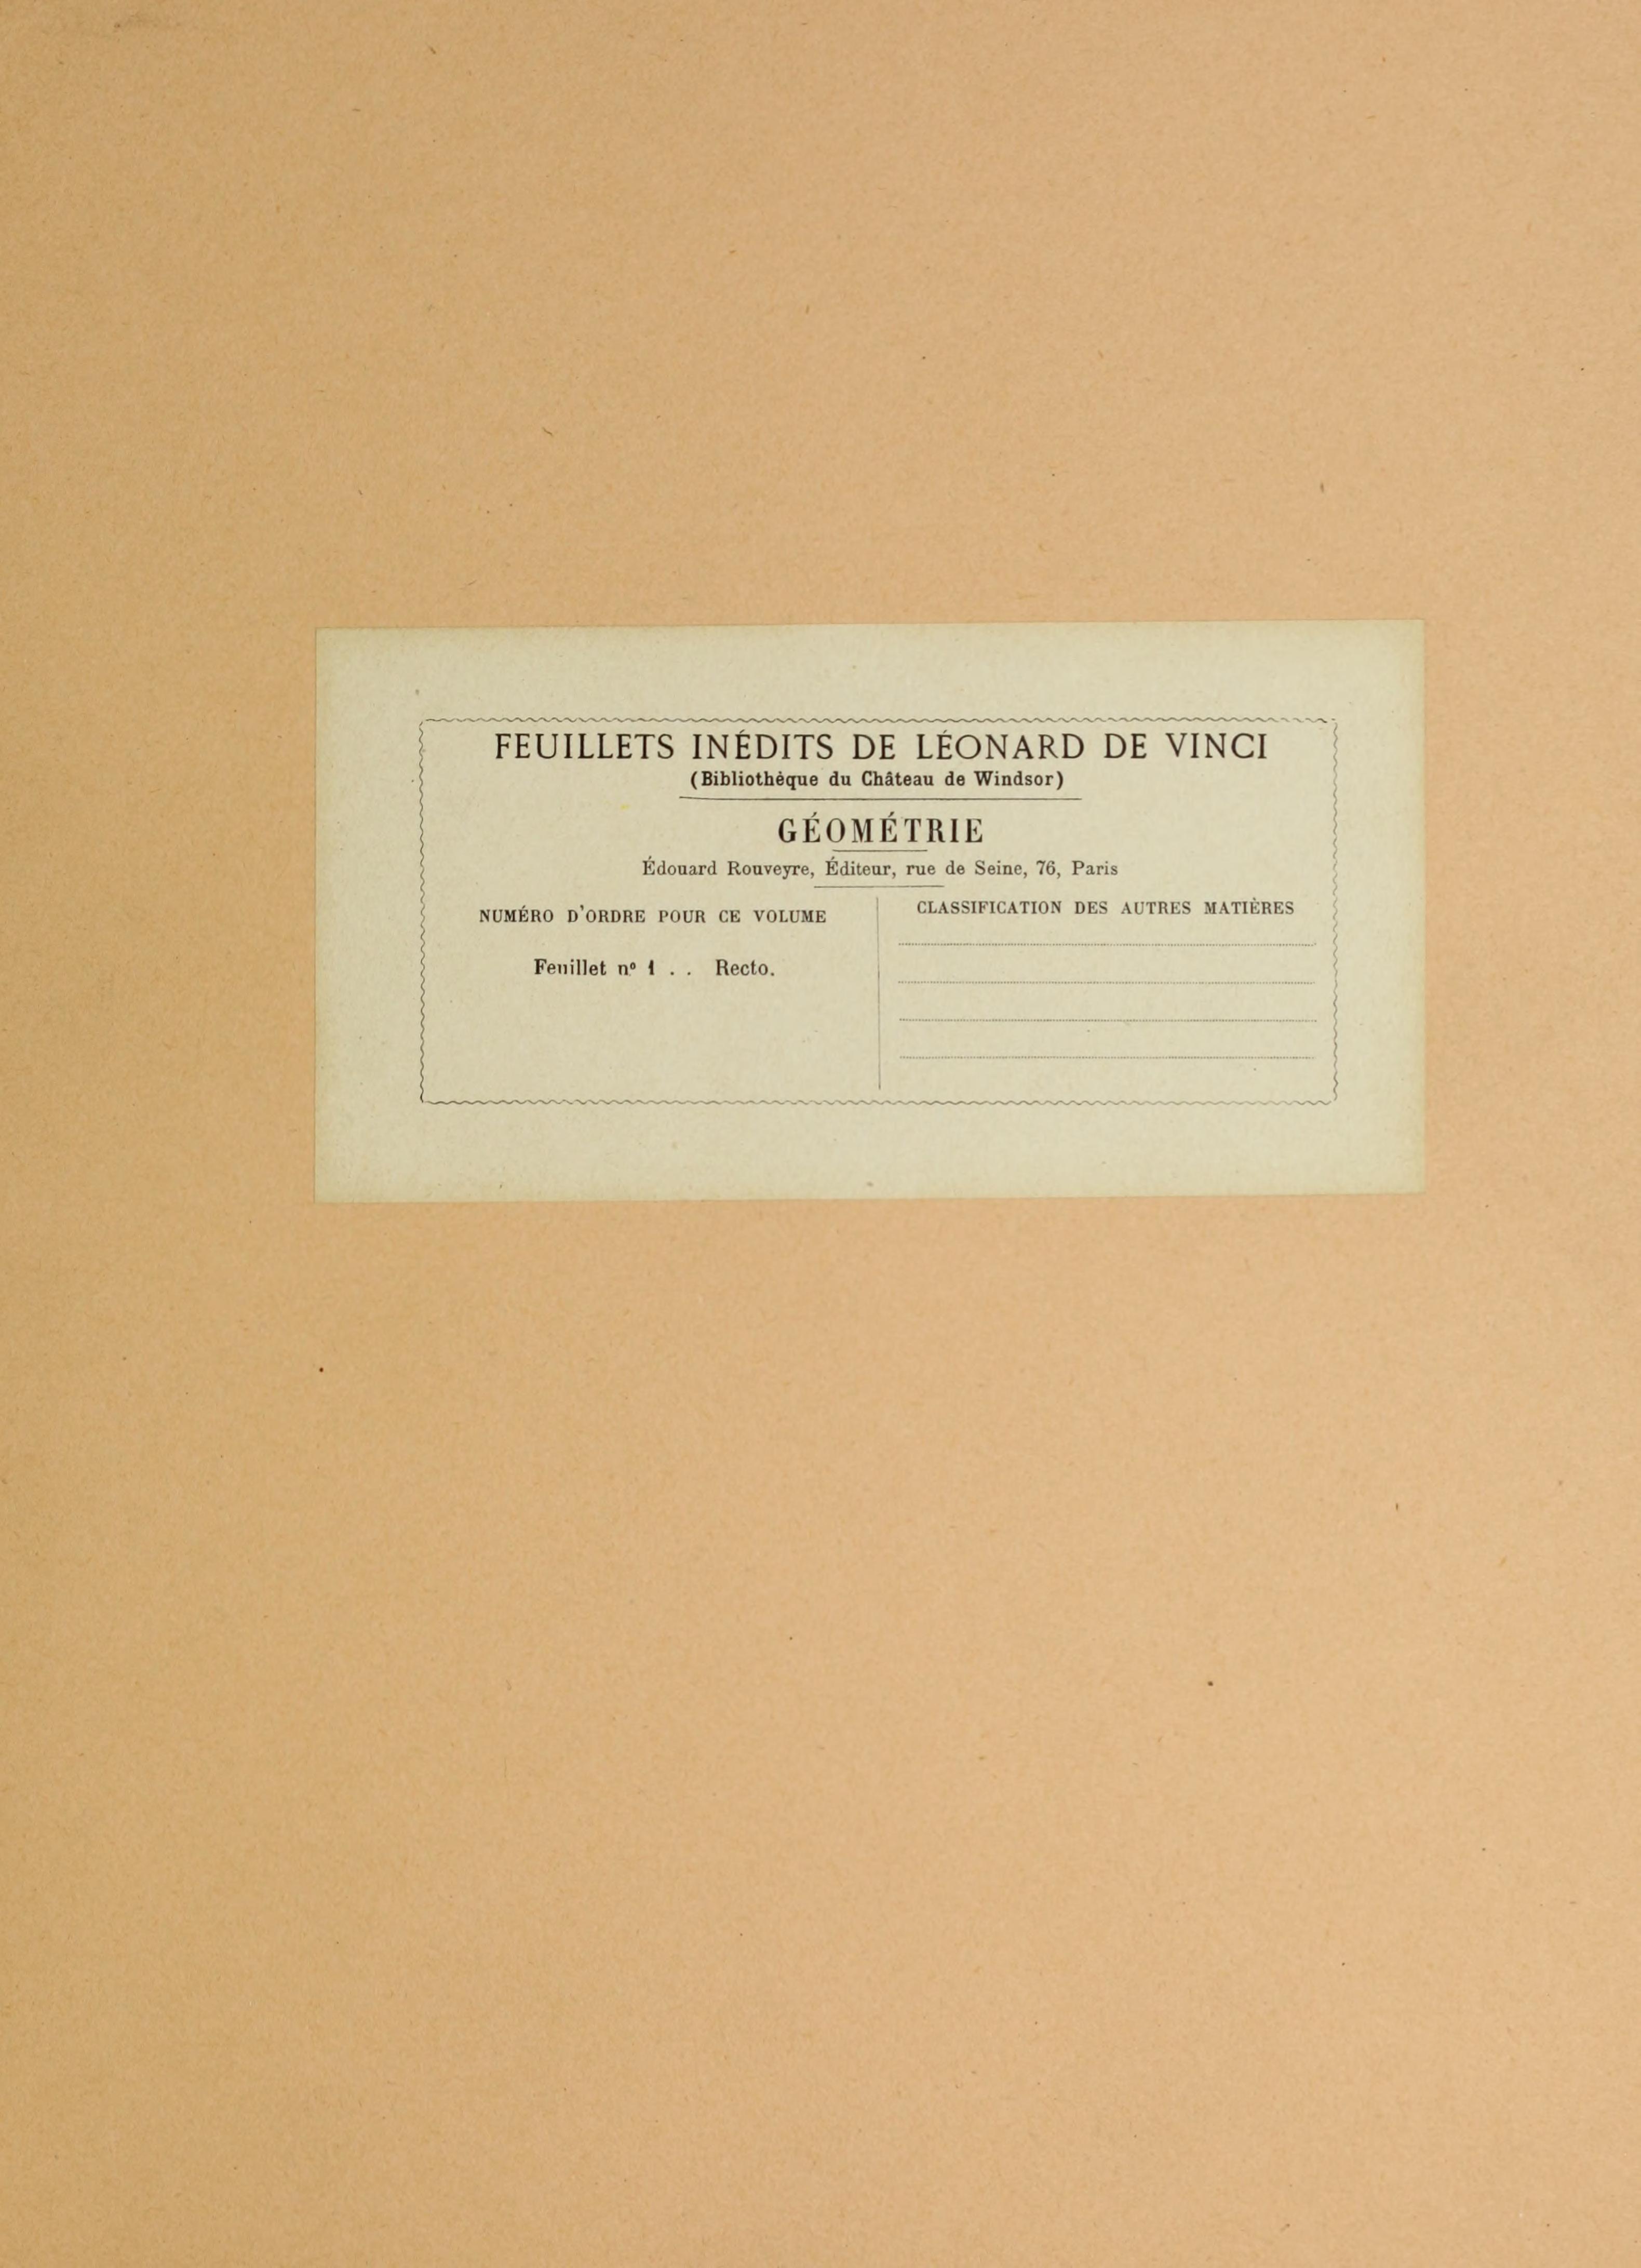 FEUILLETS INÉDITS DE LÉONARD DE VINCI
(Bibliothèque du Château de Windsor)
GÉOMÉTRIE
Édouard Rouveyre, Éditeur, rue de Seine, 76, Paris
NUMÉRO D'ORDRE POUR CE VOLUME
Feuillet nº 1 . . Recto.
CLASSIFICATION DES AUTRES MATIÈRES